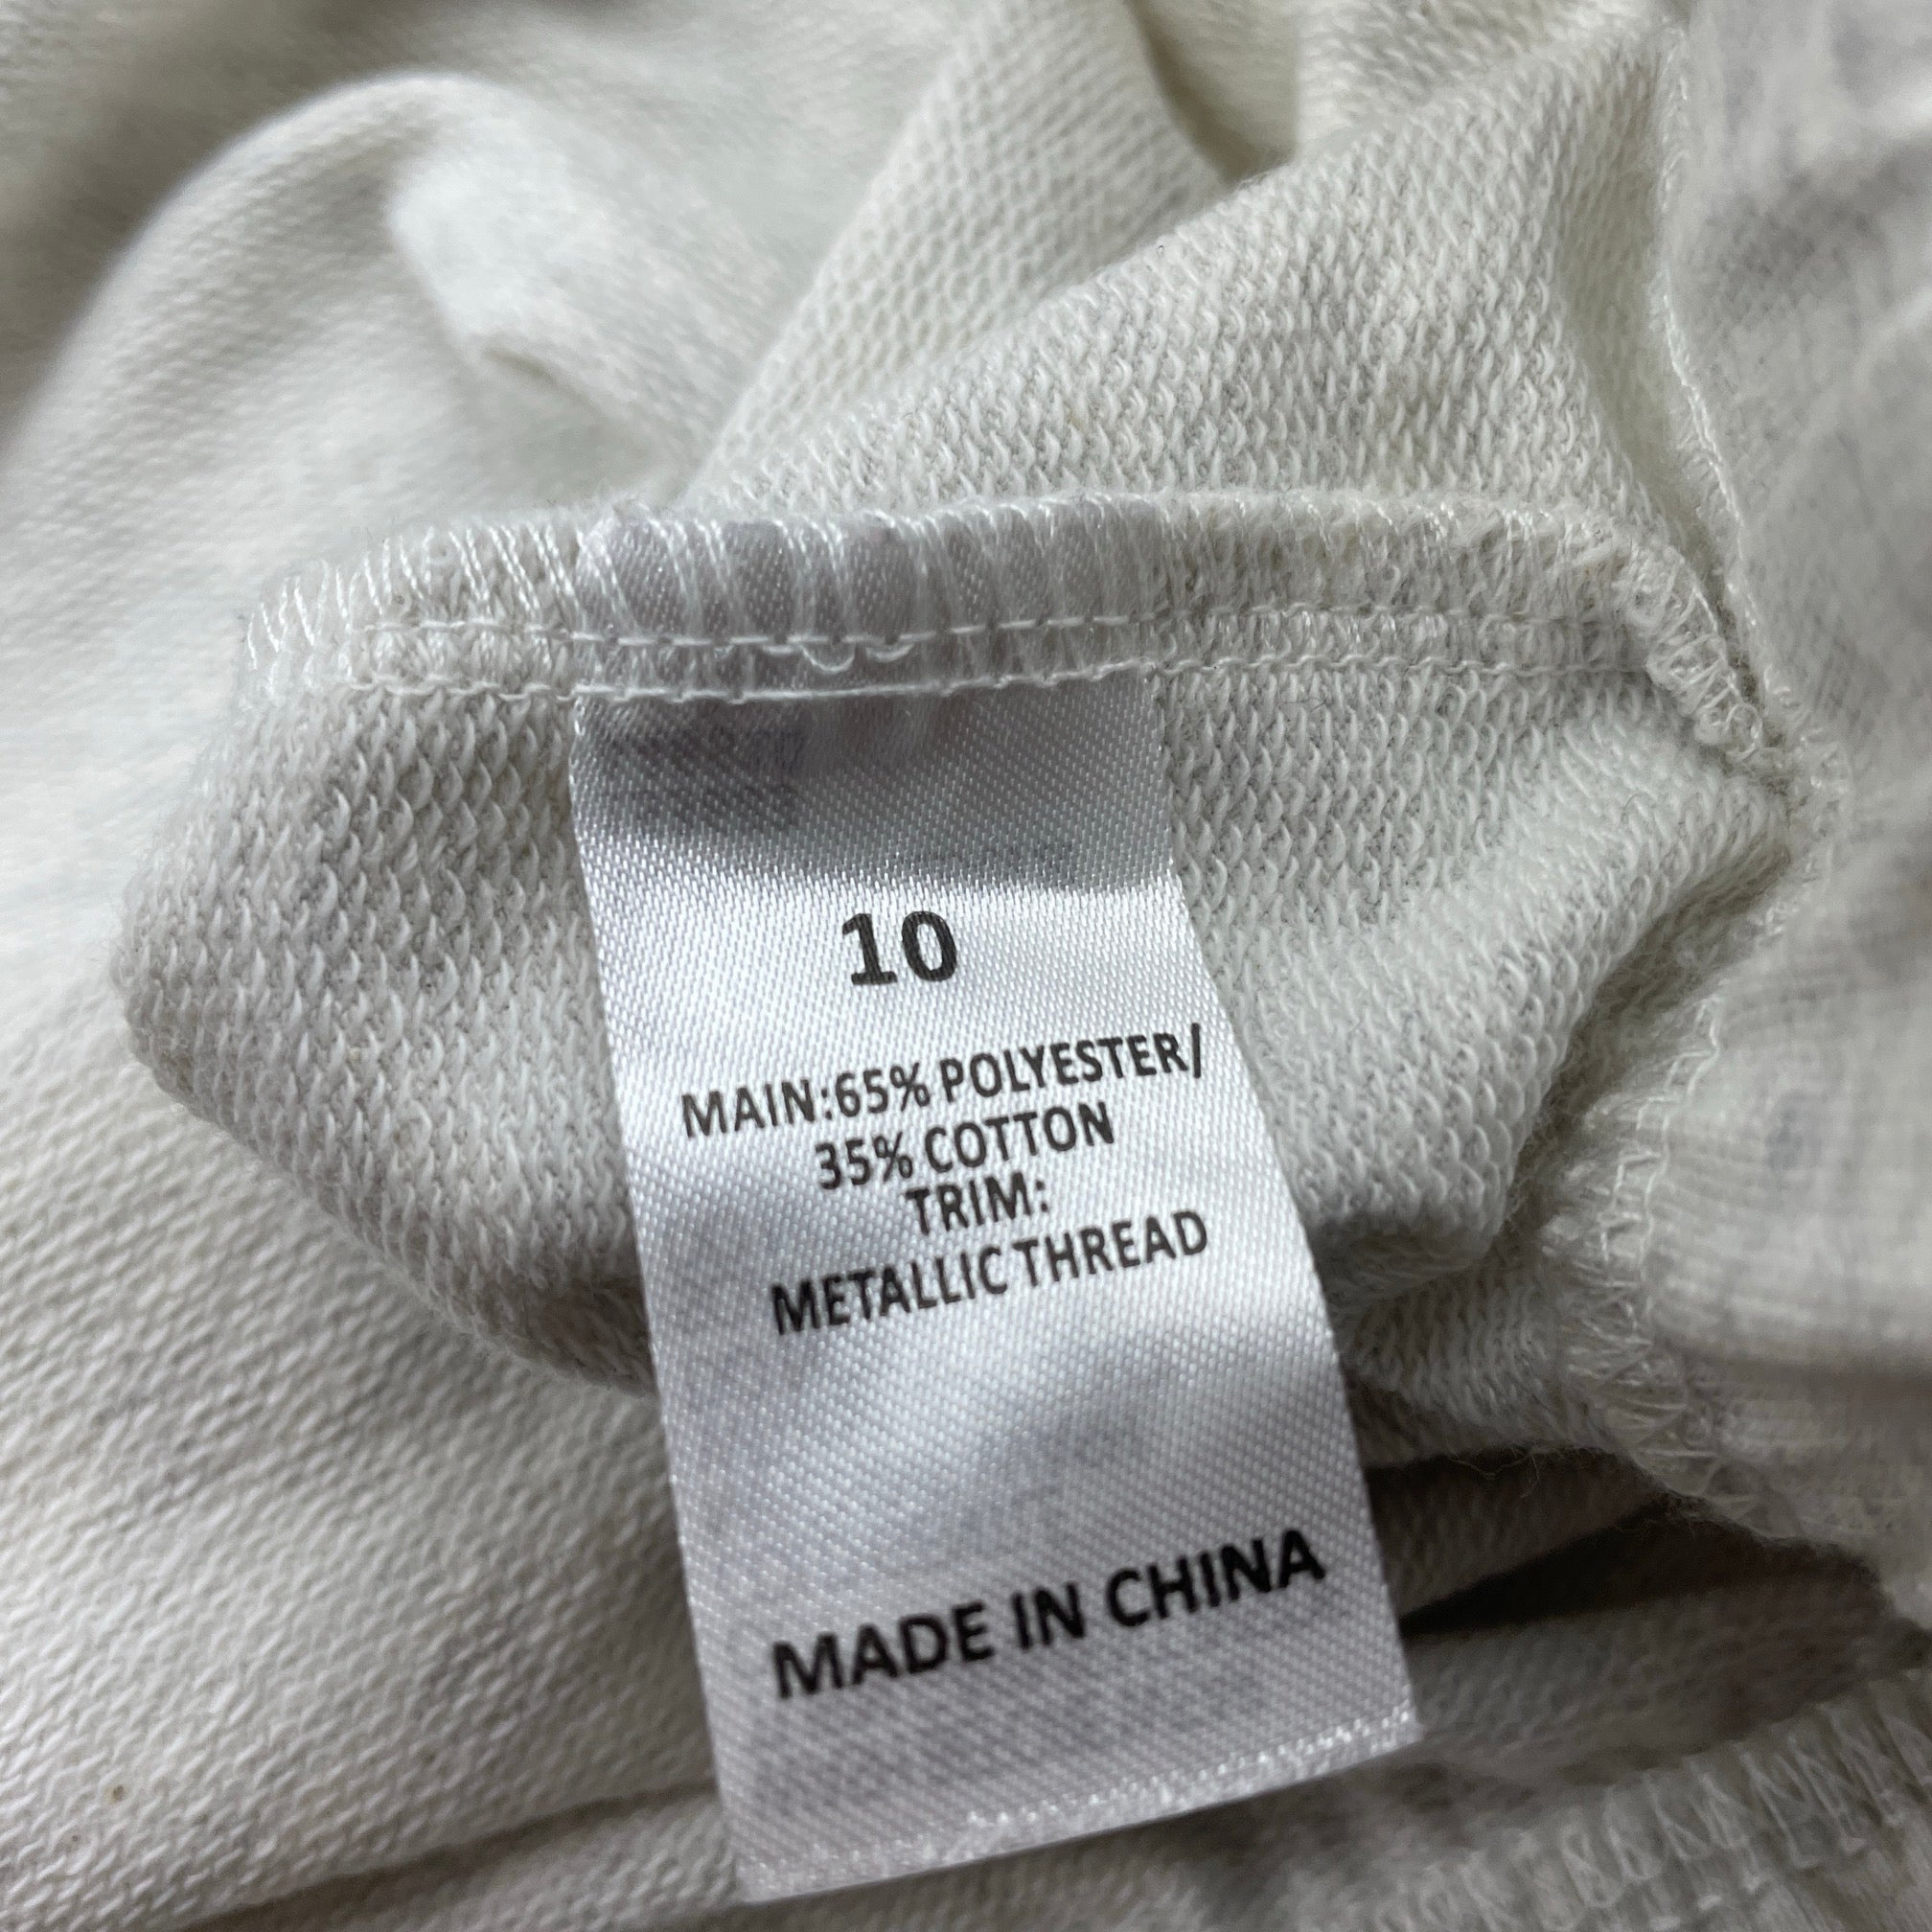 10
MAIN:65% POLYESTER/
35% COTTON
TRIM:
METALLIC THREAD
MADE IN CHINA